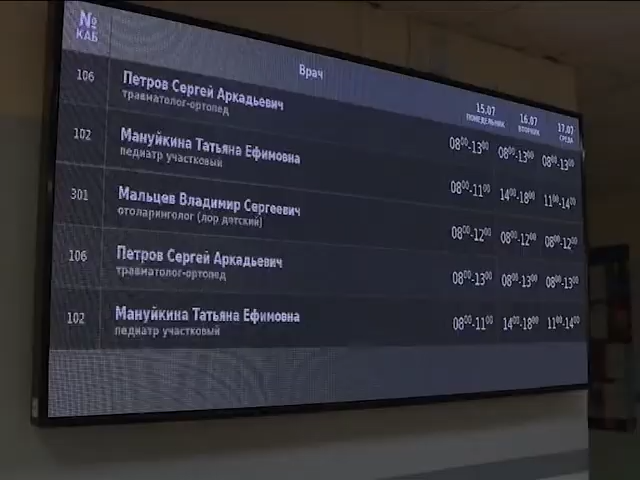 № КАБ
Врач
15.07 ПОНЕДЕЛЬНИК
16.07 ВТОРНИК
17.07 СРЕДА
106
Петров Сергей Аркадьевич
травматолог-ортопед
08⁰⁰-13⁰⁰ 08⁰⁰-13⁰⁰ 08⁰⁰-13⁰⁰
102
Мануйкина Татьяна Ефимовна
педиатр участковый
08⁰⁰-11⁰⁰ 14⁰⁰-18⁰⁰ 11⁰⁰-14⁰⁰
301
Мальцев Владимир Сергеевич
отоларинголог (лор детский)
08⁰⁰-12⁰⁰ 08⁰⁰-12⁰⁰ 08⁰⁰-12⁰⁰
106
Петров Сергей Аркадьевич
травматолог-ортопед
08⁰⁰-13⁰⁰ 08⁰⁰-13⁰⁰ 08⁰⁰-13⁰⁰
102
Мануйкина Татьяна Ефимовна
педиатр участковый
08⁰⁰-11⁰⁰ 14⁰⁰-18⁰⁰ 11⁰⁰-14⁰⁰